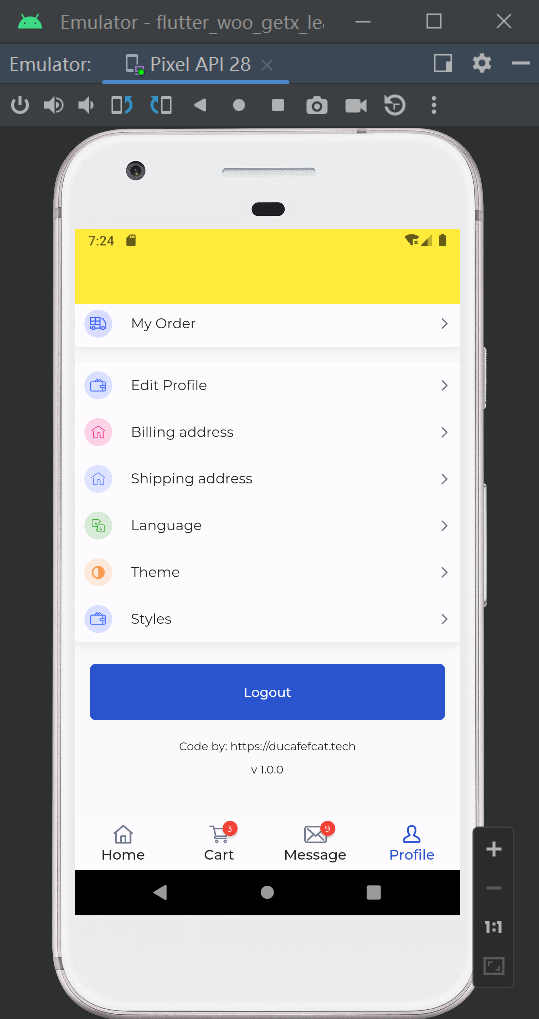 Emulator - flutter_woo_getx_le
Emulator: Pixel API 28
7:24
My Order
Edit Profile
Billing address
Shipping address
Language
Theme
Styles
Logout
Code by: https://ducafefcat.tech
v 1.0.0
3
9
Home Cart Message Profile
1:1